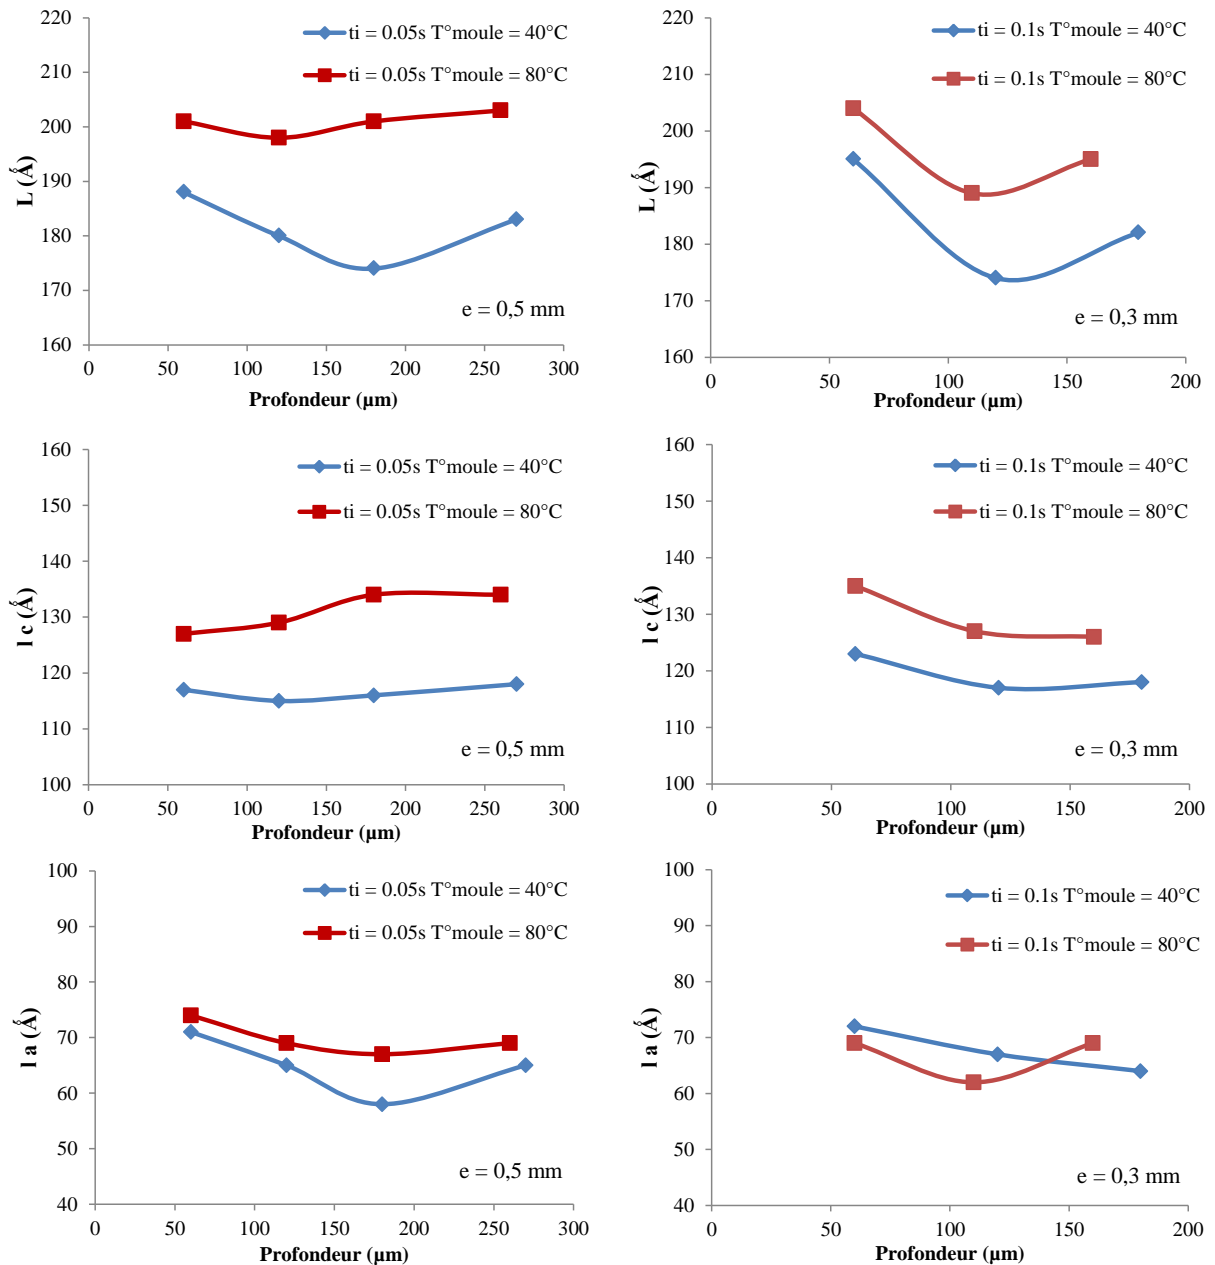 220
210
200
190
180
170
160
L (Å)
ti = 0.05s T°moule = 40°C
ti = 0.05s T°moule = 80°C
e = 0,5 mm
0 50 100 150 200 250 300
Profondeur (µm)
220
210
200
190
180
170
160
L (Å)
ti = 0.1s T°moule = 40°C
ti = 0.1s T°moule = 80°C
e = 0,3 mm
0 50 100 150 200
Profondeur (µm)
160
150
140
130
120
110
100
l c (Å)
ti = 0.05s T°moule = 40°C
ti = 0.05s T°moule = 80°C
e = 0,5 mm
0 50 100 150 200 250 300
Profondeur (µm)
160
150
140
130
120
110
100
l c (Å)
ti = 0.1s T°moule = 40°C
ti = 0.1s T°moule = 80°C
e = 0,3 mm
0 50 100 150 200
Profondeur (µm)
100
90
80
70
60
50
40
l a (Å)
ti = 0.05s T°moule = 40°C
ti = 0.05s T°moule = 80°C
e = 0,5 mm
0 50 100 150 200 250 300
Profondeur (µm)
100
90
80
70
60
50
40
l a (Å)
ti = 0.1s T°moule = 40°C
ti = 0.1s T°moule = 80°C
e = 0,3 mm
0 50 100 150 200
Profondeur (µm)